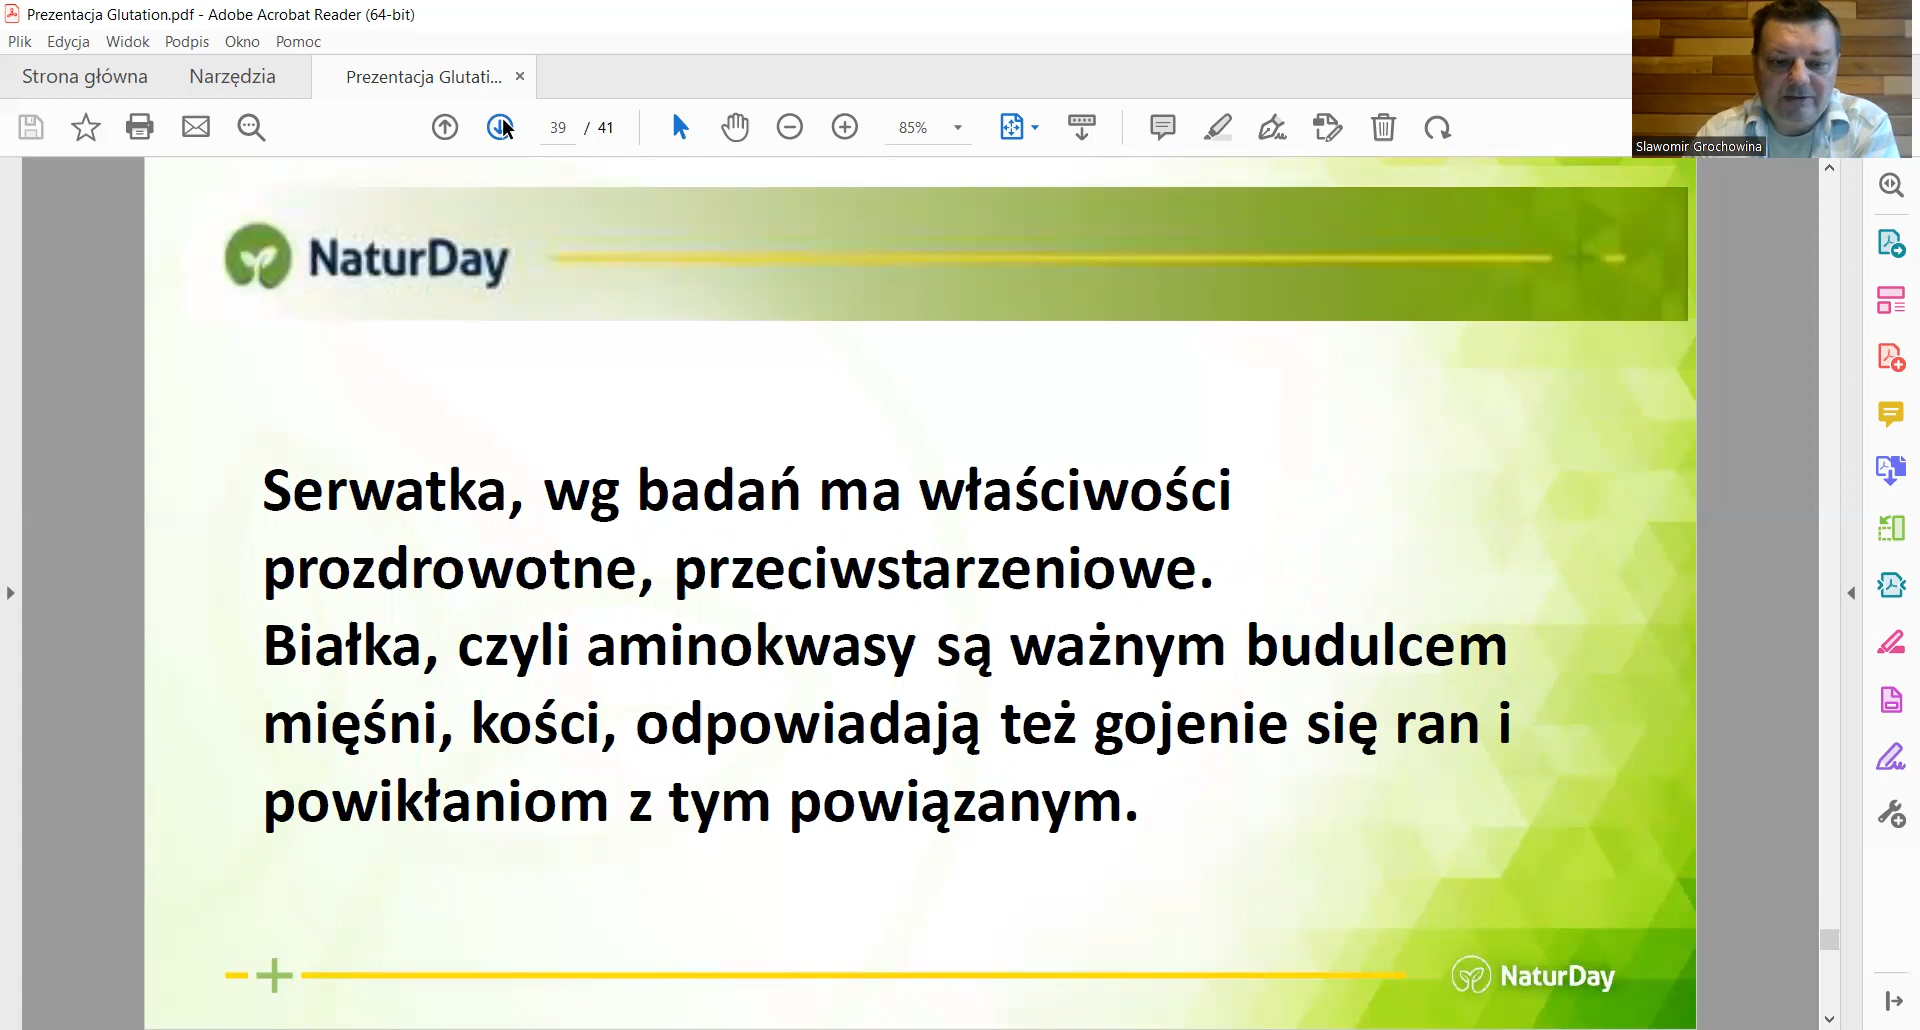 Prezentacja Glutation.pdf - Adobe Acrobat Reader (64-bit)
Plik Edycja Widok Podpis Okno Pomoc
Strona główna Narzędzia Prezentacja Glutati... ×
39 / 41 85%
Slawomir Grochowina
NaturDay
Serwatka, wg badań ma właściwości
prozdrowotne, przeciwstarzeniowe.
Białka, czyli aminokwasy są ważnym budulcem
mięśni, kości, odpowiadają też gojenie się ran i
powikłaniom z tym powiązanym.
NaturDay